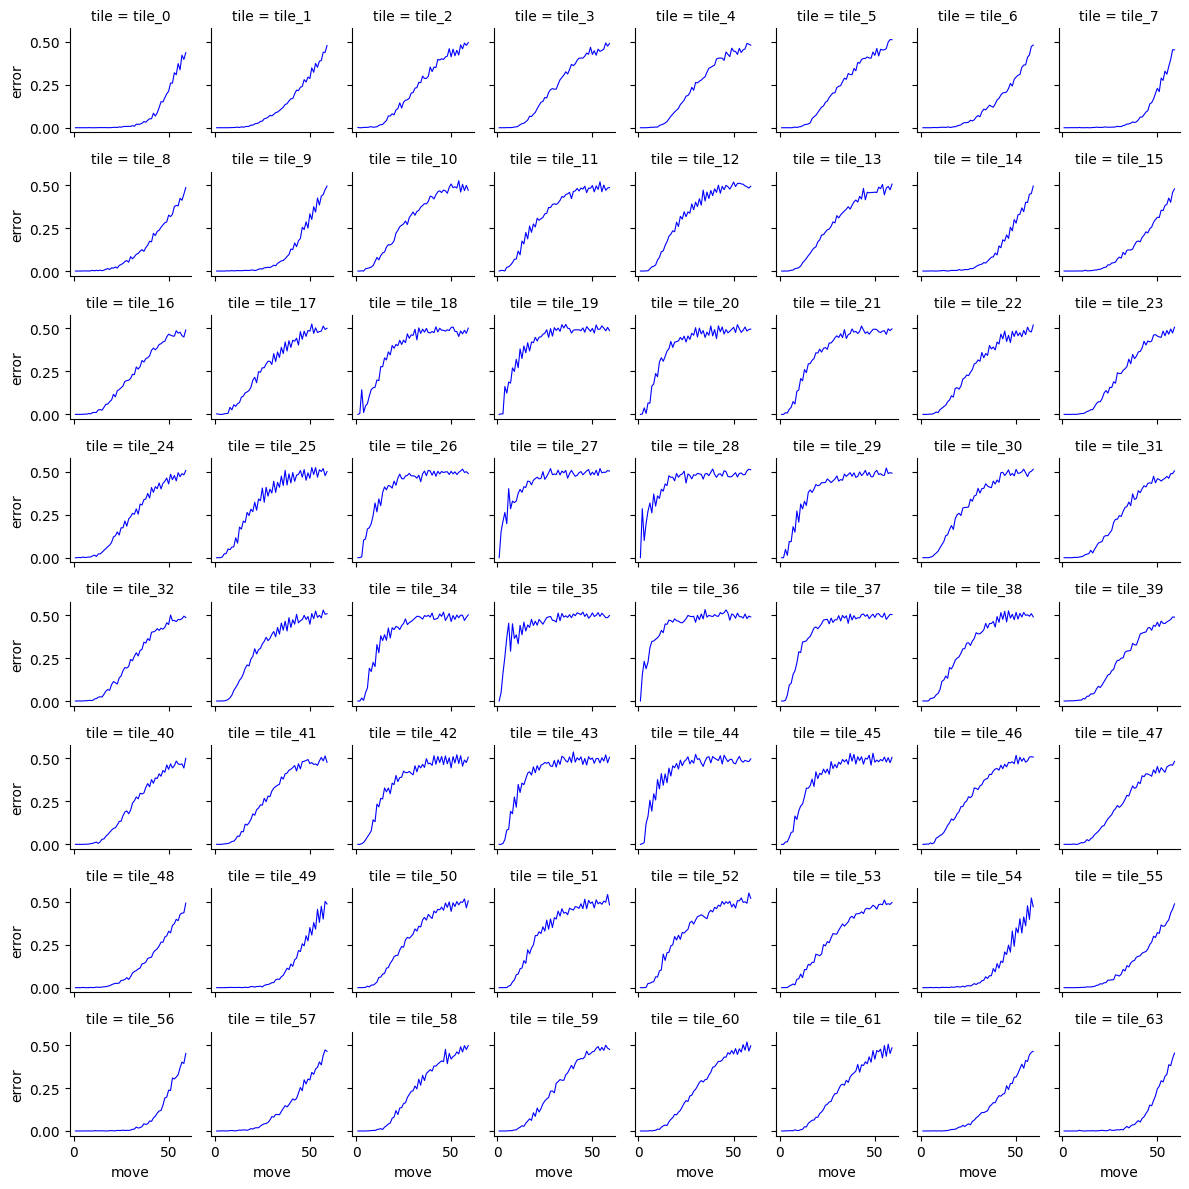 tile = tile_0 tile = tile_1 tile = tile_2 tile = tile_3 tile = tile_4 tile = tile_5 tile = tile_6 tile = tile_7
0.50
error
0.25
0.00
tile = tile_8 tile = tile_9 tile = tile_10 tile = tile_11 tile = tile_12 tile = tile_13 tile = tile_14 tile = tile_15
0.50
error
0.25
0.00
tile = tile_16 tile = tile_17 tile = tile_18 tile = tile_19 tile = tile_20 tile = tile_21 tile = tile_22 tile = tile_23
0.50
error
0.25
0.00
tile = tile_24 tile = tile_25 tile = tile_26 tile = tile_27 tile = tile_28 tile = tile_29 tile = tile_30 tile = tile_31
0.50
error
0.25
0.00
tile = tile_32 tile = tile_33 tile = tile_34 tile = tile_35 tile = tile_36 tile = tile_37 tile = tile_38 tile = tile_39
0.50
error
0.25
0.00
tile = tile_40 tile = tile_41 tile = tile_42 tile = tile_43 tile = tile_44 tile = tile_45 tile = tile_46 tile = tile_47
0.50
error
0.25
0.00
tile = tile_48 tile = tile_49 tile = tile_50 tile = tile_51 tile = tile_52 tile = tile_53 tile = tile_54 tile = tile_55
0.50
error
0.25
0.00
tile = tile_56 tile = tile_57 tile = tile_58 tile = tile_59 tile = tile_60 tile = tile_61 tile = tile_62 tile = tile_63
0.50
error
0.25
0.00
0 50 0 50 0 50 0 50 0 50 0 50 0 50 0 50
move move move move move move move move